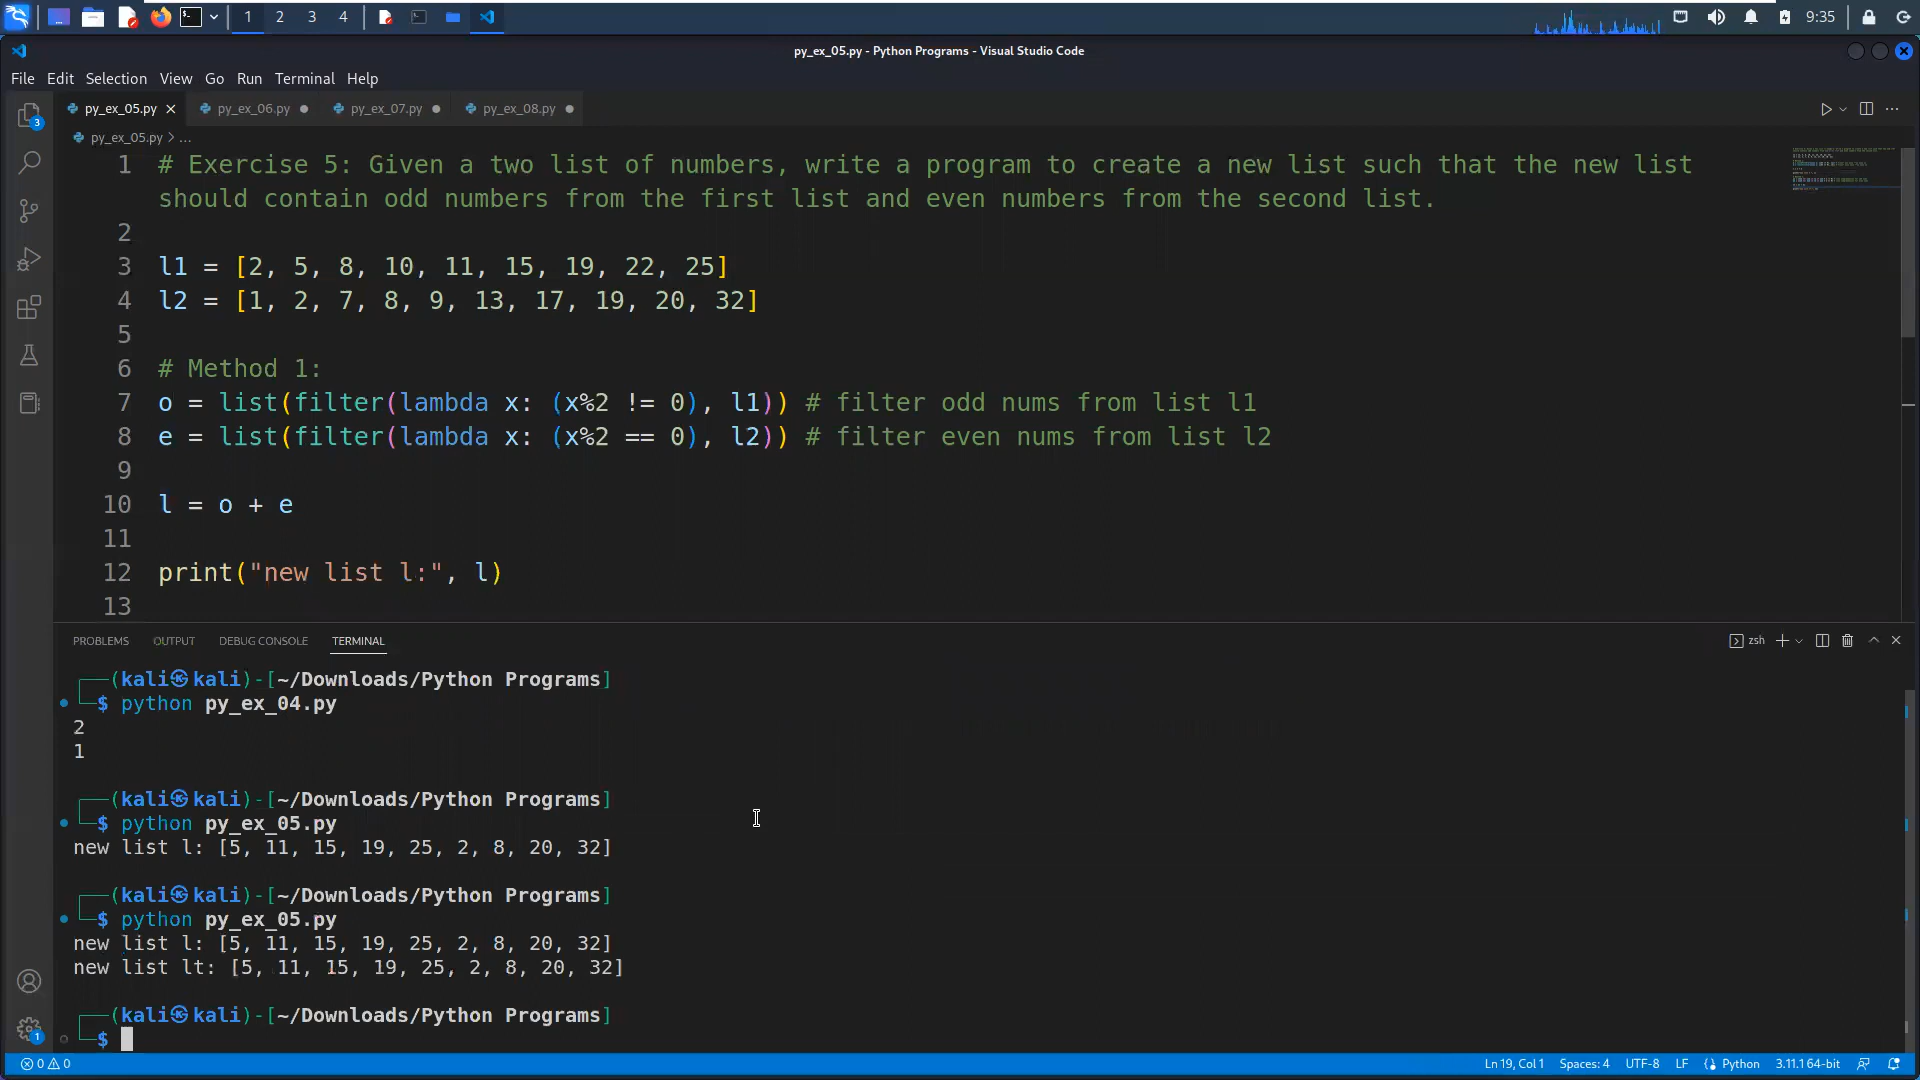 1 2 3 4 9:35
py_ex_05.py - Python Programs - Visual Studio Code
File Edit Selection View Go Run Terminal Help
py_ex_05.py py_ex_06.py py_ex_07.py py_ex_08.py
py_ex_05.py > ...
1 # Exercise 5: Given a two list of numbers, write a program to create a new list such that the new list
should contain odd numbers from the first list and even numbers from the second list.
2
3 l1 = [2, 5, 8, 10, 11, 15, 19, 22, 25]
4 l2 = [1, 2, 7, 8, 9, 13, 17, 19, 20, 32]
5
6 # Method 1:
7 o = list(filter(lambda x: (x%2 != 0), l1)) # filter odd nums from list l1
8 e = list(filter(lambda x: (x%2 == 0), l2)) # filter even nums from list l2
9
10 l = o + e
11
12 print("new list l:", l)
13
PROBLEMS OUTPUT DEBUG CONSOLE TERMINAL zsh
(kali㉿kali)-[~/Downloads/Python Programs]
$ python py_ex_04.py
2
1
(kali㉿kali)-[~/Downloads/Python Programs]
$ python py_ex_05.py
new list l: [5, 11, 15, 19, 25, 2, 8, 20, 32]
(kali㉿kali)-[~/Downloads/Python Programs]
$ python py_ex_05.py
new list l: [5, 11, 15, 19, 25, 2, 8, 20, 32]
new list lt: [5, 11, 15, 19, 25, 2, 8, 20, 32]
(kali㉿kali)-[~/Downloads/Python Programs]
$
3
1
0 0 Ln 19, Col 1 Spaces: 4 UTF-8 LF Python 3.11.1 64-bit